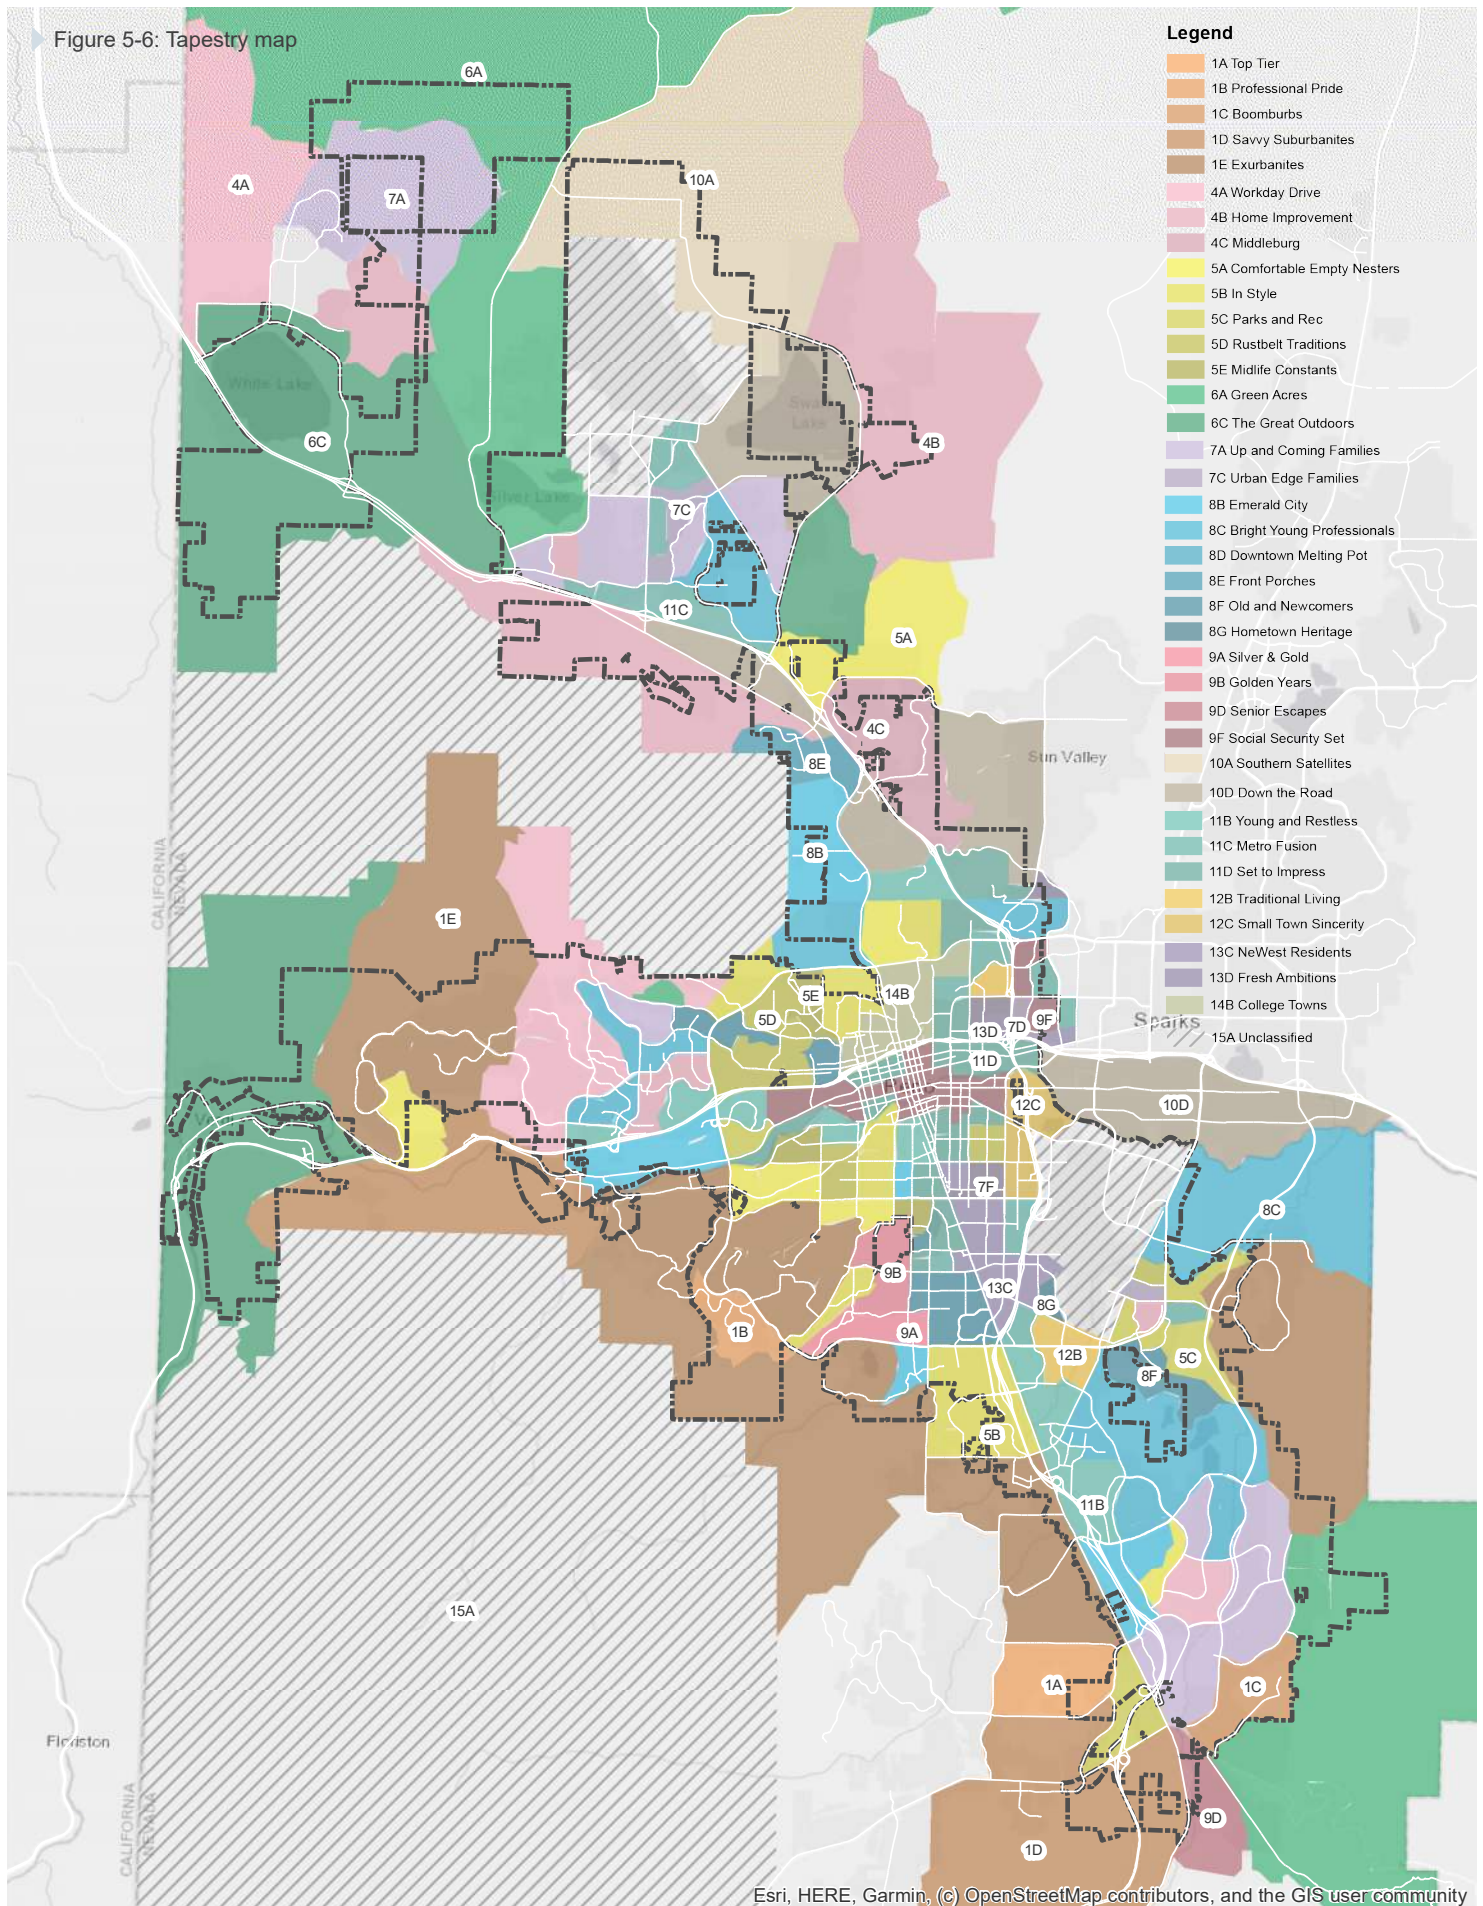 Figure 5-6: Tapestry map
Legend
1A Top Tier
1B Professional Pride
1C Boomburbs
1D Savvy Suburbanites
1E Exurbanites
4A Workday Drive
4B Home Improvement
4C Middleburg
5A Comfortable Empty Nesters
5B In Style
5C Parks and Rec
5D Rustbelt Traditions
5E Midlife Constants
6A Green Acres
6C The Great Outdoors
7A Up and Coming Families
7C Urban Edge Families
8B Emerald City
8C Bright Young Professionals
8D Downtown Melting Pot
8E Front Porches
8F Old and Newcomers
8G Hometown Heritage
9A Silver & Gold
9B Golden Years
9D Senior Escapes
9F Social Security Set
10A Southern Satellites
10D Down the Road
11B Young and Restless
11C Metro Fusion
11D Set to Impress
12B Traditional Living
12C Small Town Sincerity
13C NeWest Residents
13D Fresh Ambitions
14B College Towns
15A Unclassified
6A
4A
7A
10A
White Lake
Lake
6C
4B
Silver Lake
7C
11C
5A
4C
8E
Sun Valley
8B
CALIFORNIA
NEVADA
1E
5E
14B
5D
13D
7D
9F
Sparks
11D
12C
10D
7F
8C
9B
13C
8G
1B
9A
12B
8F
5C
5B
11B
15A
1A
1C
Floriston
9D
1D
CALIFORNIA
NEVADA
Esri, HERE, Garmin, (c) OpenStreetMap contributors, and the GIS user community